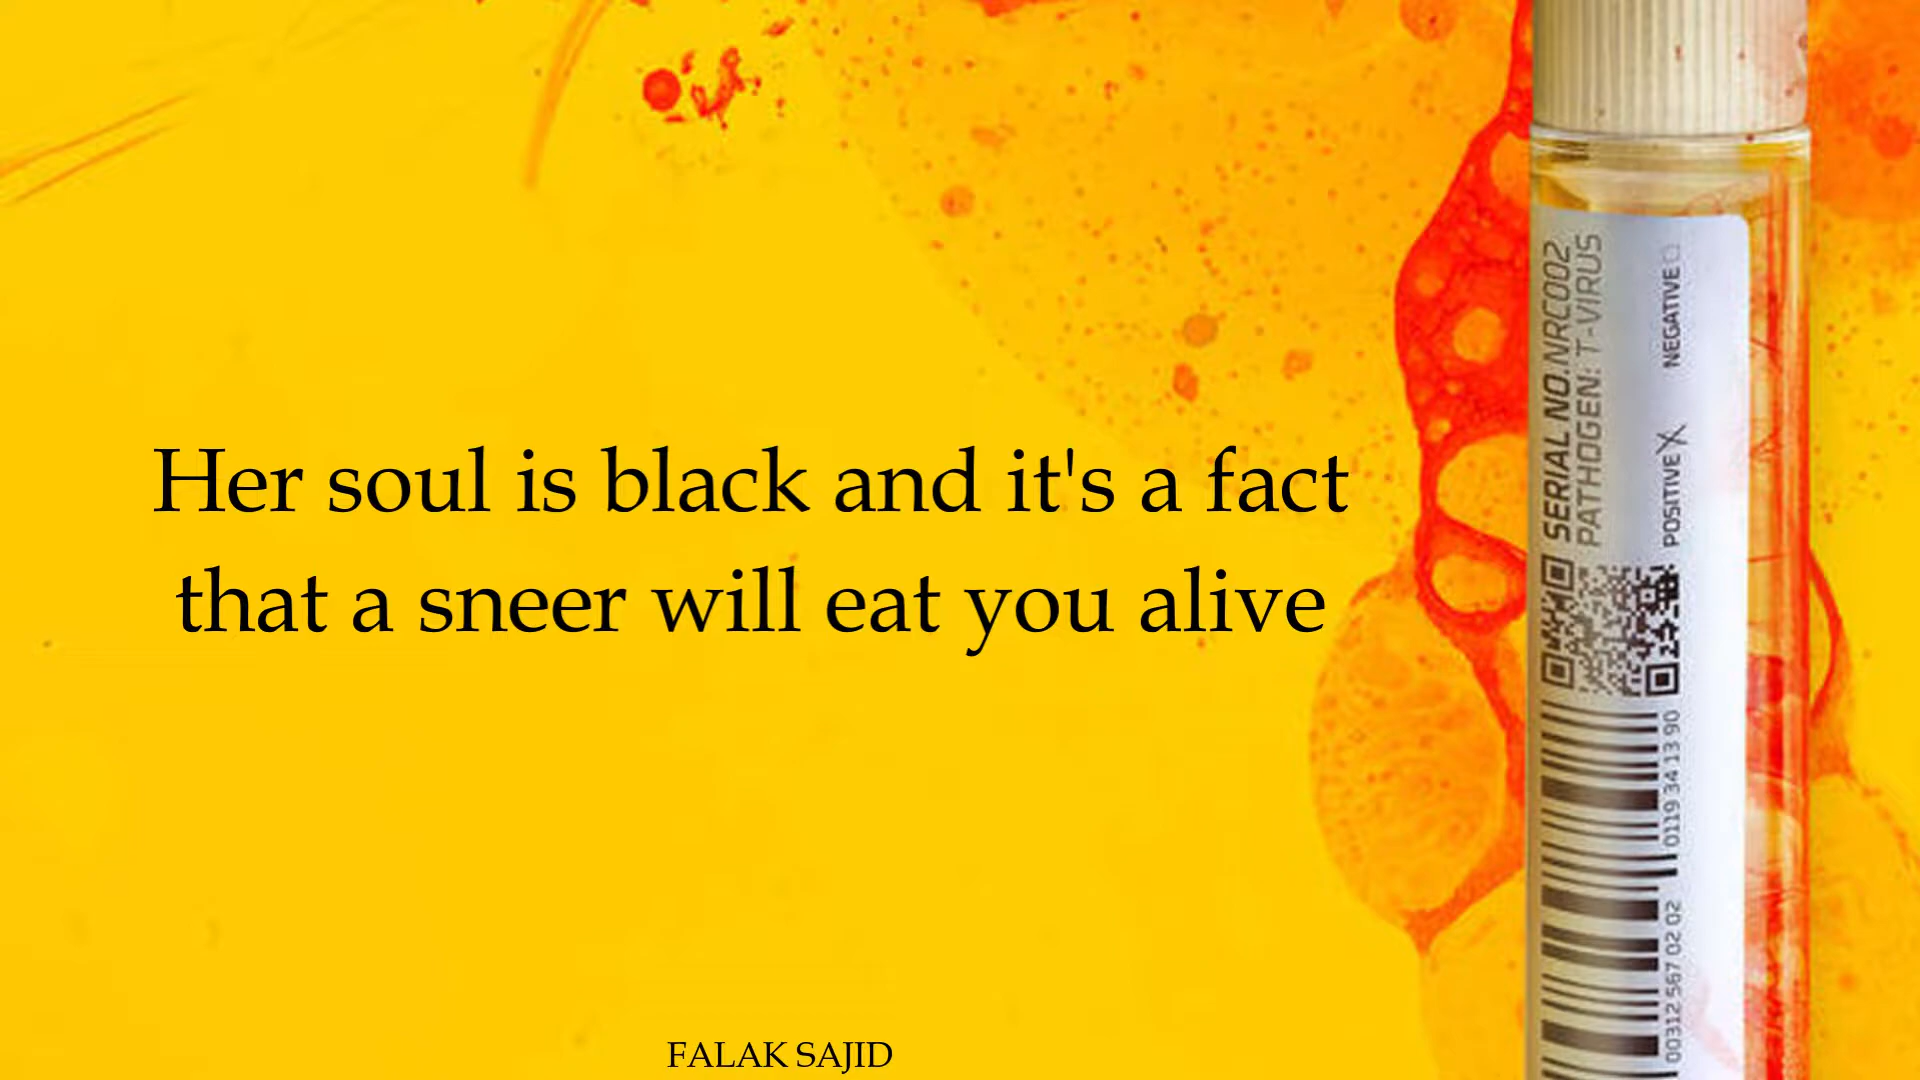 Her soul is black and it's a fact
that a sneer will eat you alive
FALAK SAJID
SERIAL NO.NRC002
PATHOGEN: T-VIRUS
POSITIVE X NEGATIVE
00312 567 02 02 0119 34 13 90